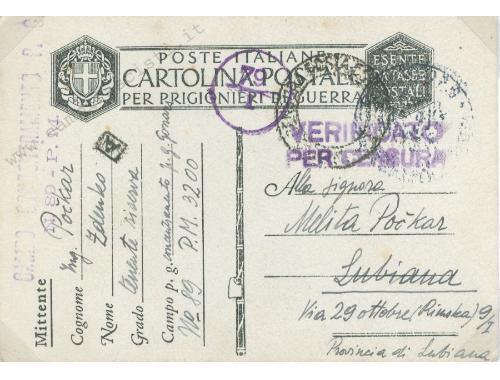 POSTE ITALIANE
CARTOLINA POSTALE
PER PRIGIONIERI DI GUERRA
ESENTE
DA TASSE
POSTALI
VERIFICATO
PER CENSURA
Alla signora
Melita Počkar
Lubiana
Via 29 ottobre (Rimska) 9/I
Provincia di Lubiana
Mittente
Cognome Ing. Počkar
Nome Zdenko
Grado tenente riserva
Campo p. g.
No 89 P.M. 3200
A